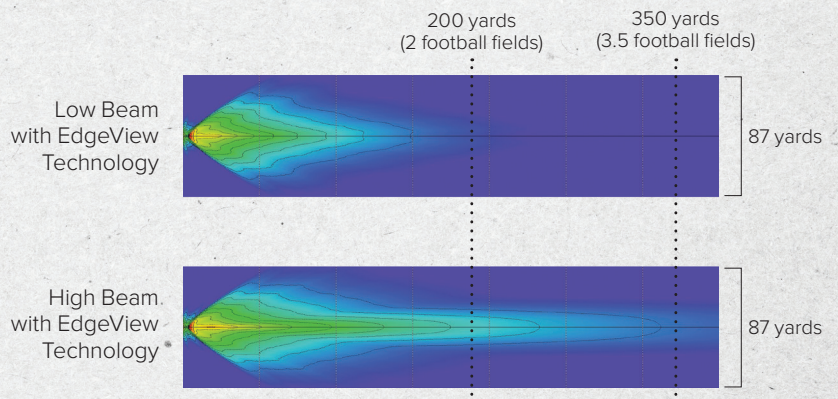 200 yards
(2 football fields)
350 yards
(3.5 football fields)
Low Beam
with EdgeView
Technology
87 yards
High Beam
with EdgeView
Technology
87 yards